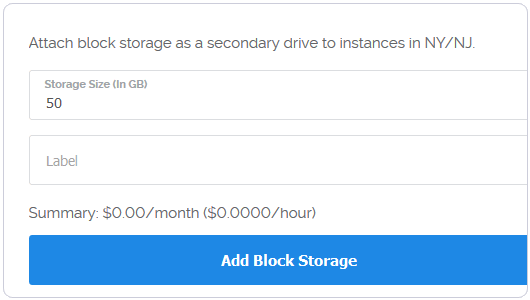 Attach block storage as a secondary drive to instances in NY/NJ.
Storage Size (In GB)
50
Label
Summary: $0.00/month ($0.0000/hour)
Add Block Storage